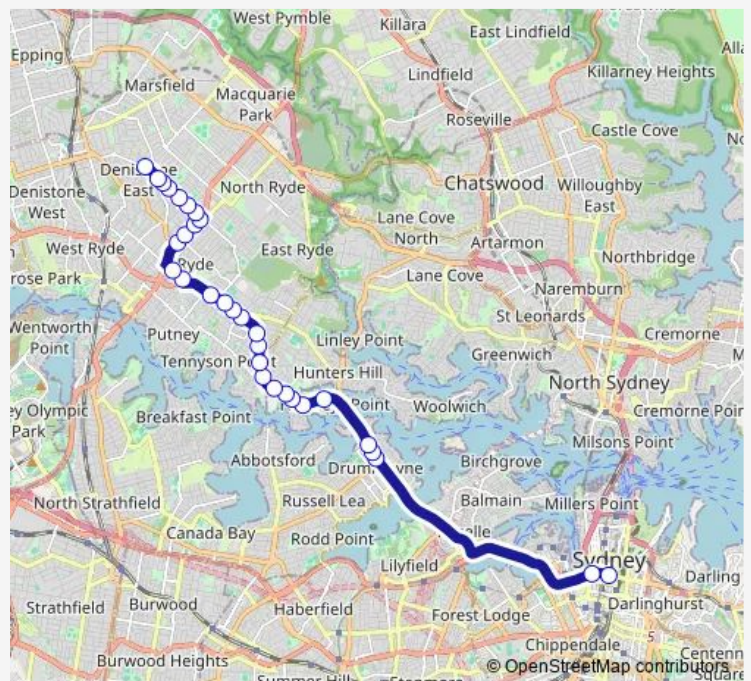 West Pymble
Killara
East Lindfield
Epping
Marsfield
Lindfield
Killarney Heights
Macquarie
Park
Roseville
Castle Cove
East
Denistone
West
North Ryde
Chatswood
Willoughby
East
Lane Cove
North
Artarmon
West Ryde
Ryde
East Ryde
Northbridge
Lane Cove
Naremburn
St Leonards
Wentworth
Point
Putney
Linley Point
Cremorne
Tennyson
Greenwich
Hunters Hill
North Sydney
Park
Breakfast Point
Point
Woolwich
Milsons Point
Abbotsford
Birchgrove
North Strathfield
Russell Lea
Balmain
Millers Point
Canada Bay
Rodd Point
Lilyfield
Sydney
Darling
Strathfield
Burwood
Haberfield
Forest Lodge
Darlinghurst
Chippendale
5
Burwood Heights
© OpenStreetMap contributors